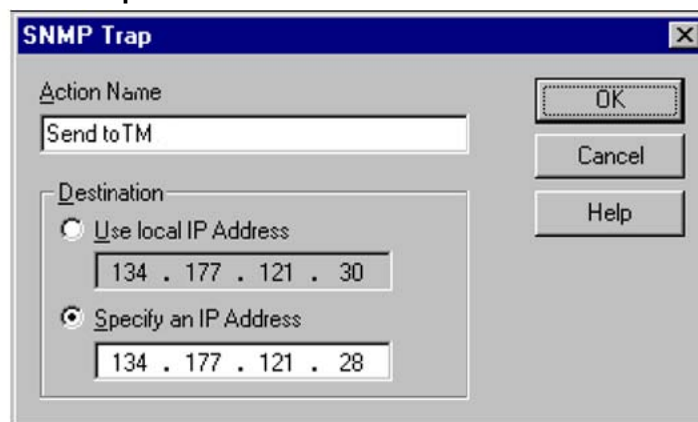 SNMP Trap
Action Name
Send toTM
Destination
Use local IP Address
134 . 177 . 121 . 30
Specify an IP Address
134 . 177 . 121 . 28
OK
Cancel
Help